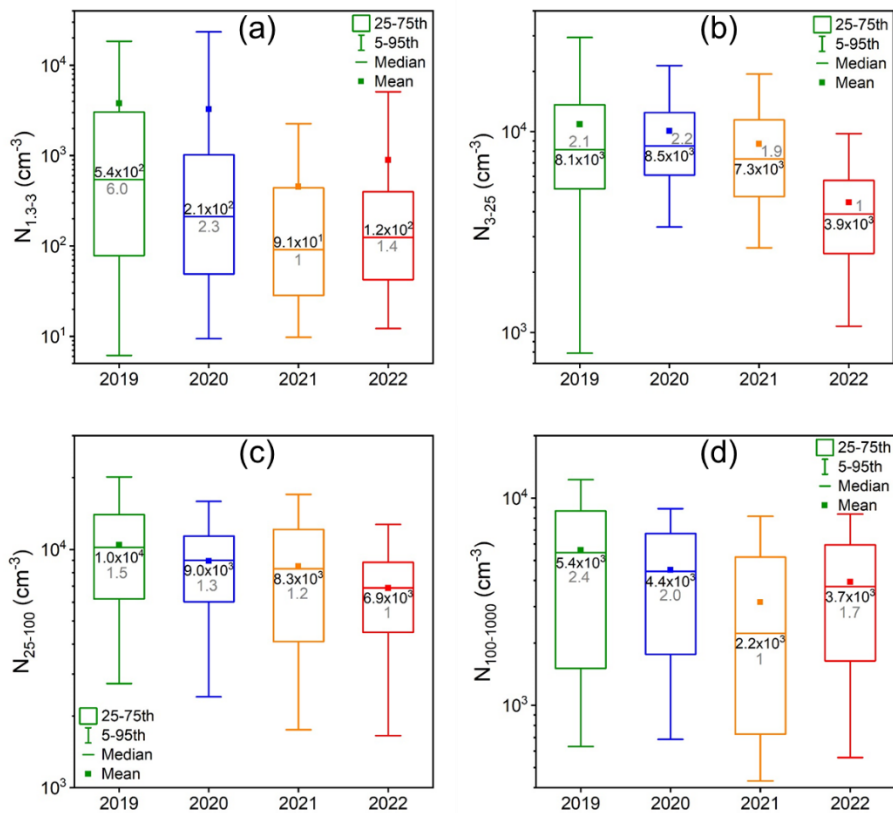 (a)
25-75th
5-95th
Median
Mean
N1.3-3 (cm-3)
10^4
10^3
10^2
10^1
5.4x10^2
6.0
2.1x10^2
2.3
9.1x10^1
1
1.2x10^2
1.4
2019 2020 2021 2022
(b)
25-75th
5-95th
Median
Mean
N3-25 (cm-3)
10^4
10^3
2.1
8.1x10^3
2.2
8.5x10^3
1.9
7.3x10^3
1
3.9x10^3
2019 2020 2021 2022
(c)
N25-100 (cm-3)
10^4
10^3
1.0x10^4
1.5
9.0x10^3
1.3
8.3x10^3
1.2
6.9x10^3
1
25-75th
5-95th
Median
Mean
2019 2020 2021 2022
(d)
25-75th
5-95th
Median
Mean
N100-1000 (cm-3)
10^4
10^3
5.4x10^3
2.4
4.4x10^3
2.0
2.2x10^3
1
3.7x10^3
1.7
2019 2020 2021 2022